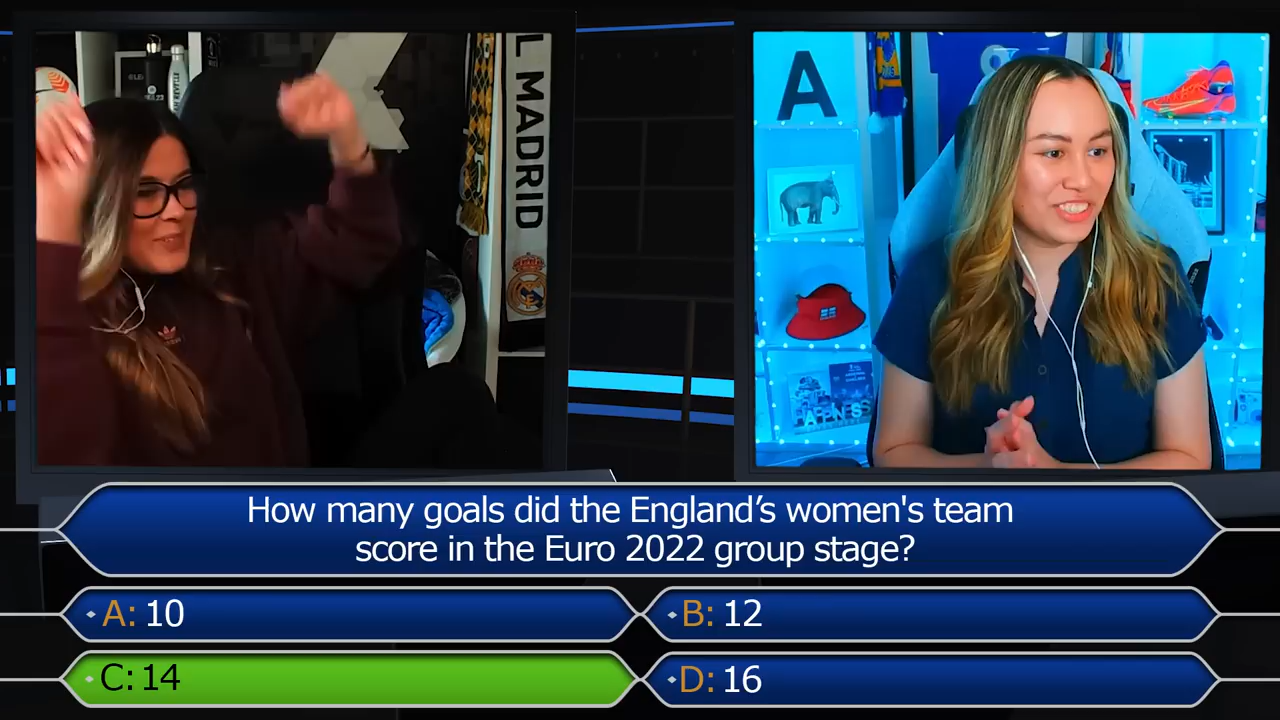 L MADRID
A
How many goals did the England’s women's team
score in the Euro 2022 group stage?
A: 10
B: 12
C: 14
D: 16